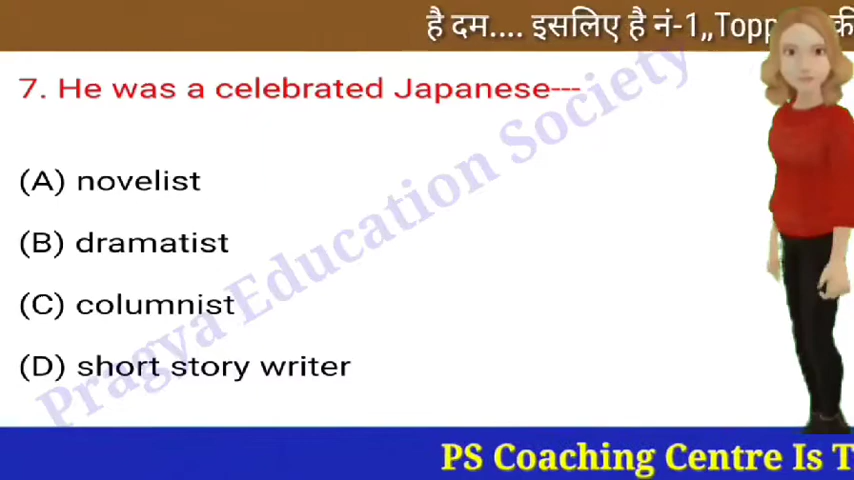 है दम.... इसलिए है नं-1,,Topp
7. He was a celebrated Japanese---
(A) novelist
(B) dramatist
(C) columnist
(D) short story writer
Pragya Education Society
PS Coaching Centre Is T